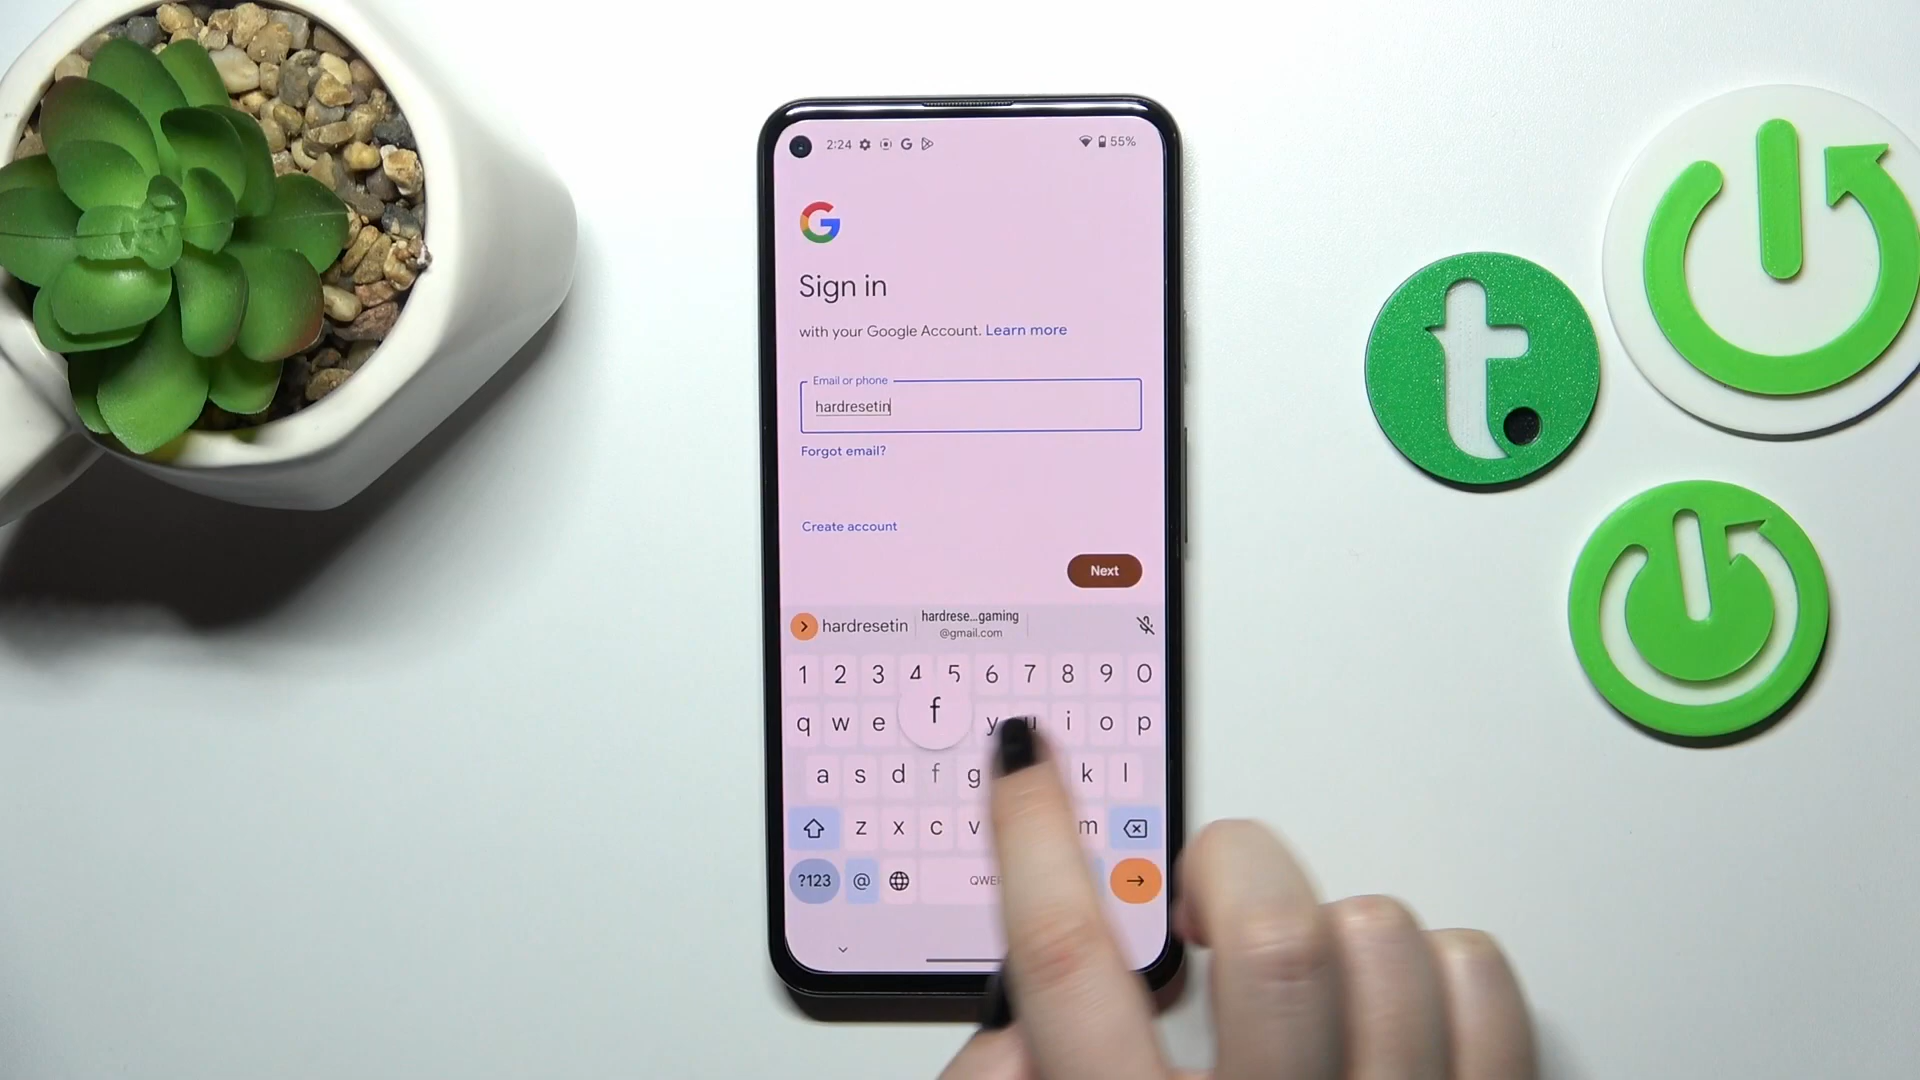 2:24 G 55%
G
Sign in
with your Google Account. Learn more
Email or phone
hardresetin
Forgot email?
Create account
Next
hardresetin
hardrese...gaming
@gmail.com
1 2 3 4 5 6 7 8 9 0
f
q w e y u i o p
a s d f g k l
z x c v m
?123 @
t